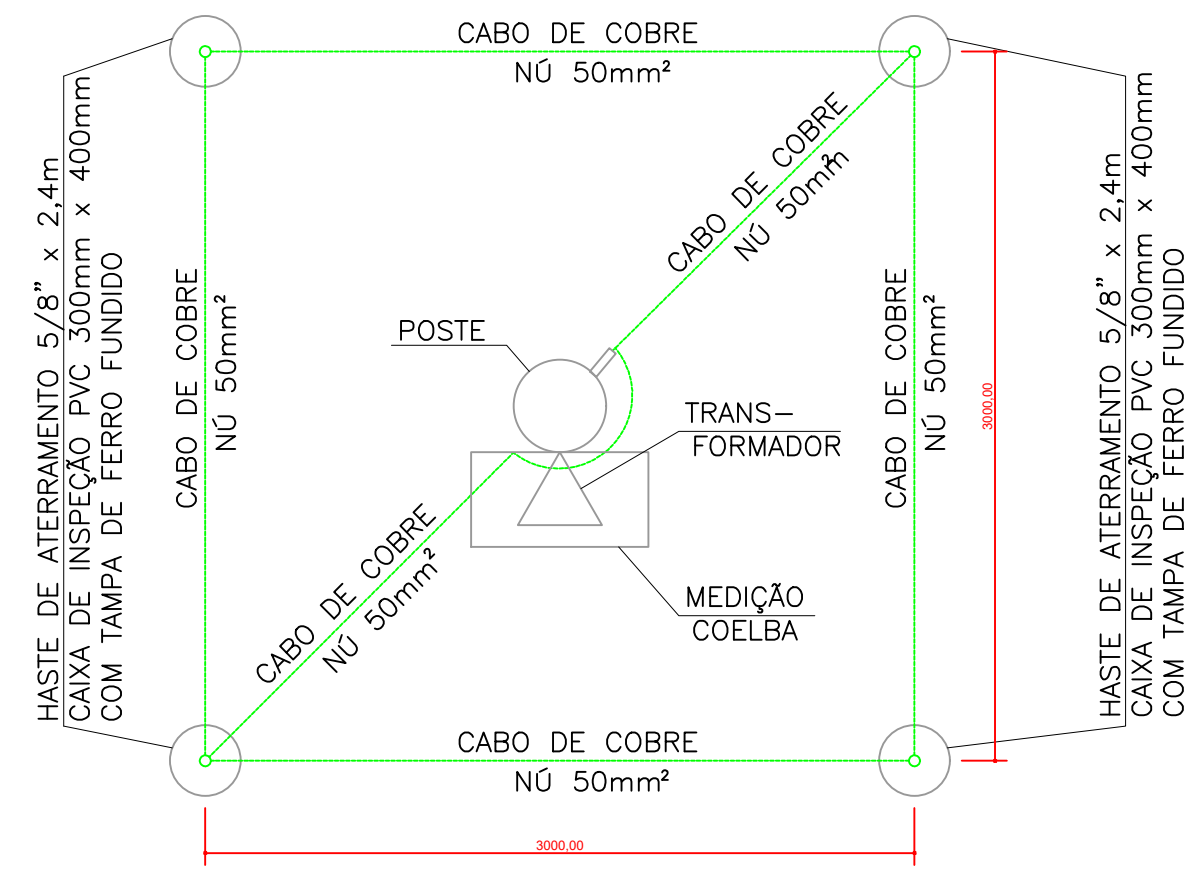 CABO DE COBRE
NÚ 50mm²
CABO DE COBRE
NÚ 50mm²
HASTE DE ATERRAMENTO 5/8" x 2,4m
CAIXA DE INSPEÇÃO PVC 300mm x 400mm
COM TAMPA DE FERRO FUNDIDO
CABO DE COBRE
NÚ 50mm²
POSTE
TRANS-
FORMADOR
CABO DE COBRE
NÚ 50mm²
3000,00
HASTE DE ATERRAMENTO 5/8" x 2,4m
CAIXA DE INSPEÇÃO PVC 300mm x 400mm
COM TAMPA DE FERRO FUNDIDO
CABO DE COBRE
NÚ 50mm²
MEDIÇÃO
COELBA
CABO DE COBRE
NÚ 50mm²
3000,00